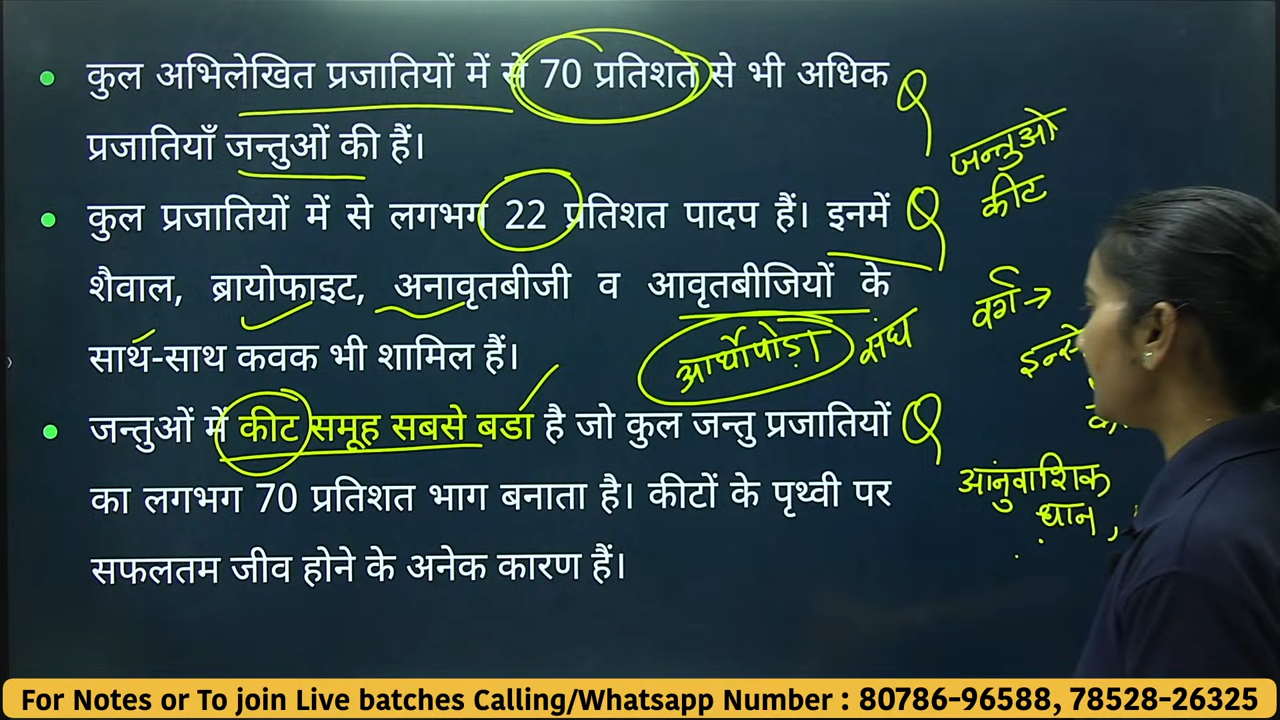 कुल अभिलेखित प्रजातियों में से 70 प्रतिशत से भी अधिक
प्रजातियाँ जन्तुओं की हैं।
कुल प्रजातियों में से लगभग 22 प्रतिशत पादप हैं। इनमें
शैवाल, ब्रायोफाइट, अनावृतबीजी व आवृतबीजियों के
साथ-साथ कवक भी शामिल हैं।
आर्थोपोडा संघ
जन्तुओं में कीट समूह सबसे बडा है जो कुल जन्तु प्रजातियों
का लगभग 70 प्रतिशत भाग बनाता है। कीटों के पृथ्वी पर
सफलतम जीव होने के अनेक कारण हैं।
Q
Q
Q
जन्तुओ
कीट
वर्ग →
आंनुवाशिक
धान ,
For Notes or To join Live batches Calling/Whatsapp Number : 80786-96588, 78528-26325